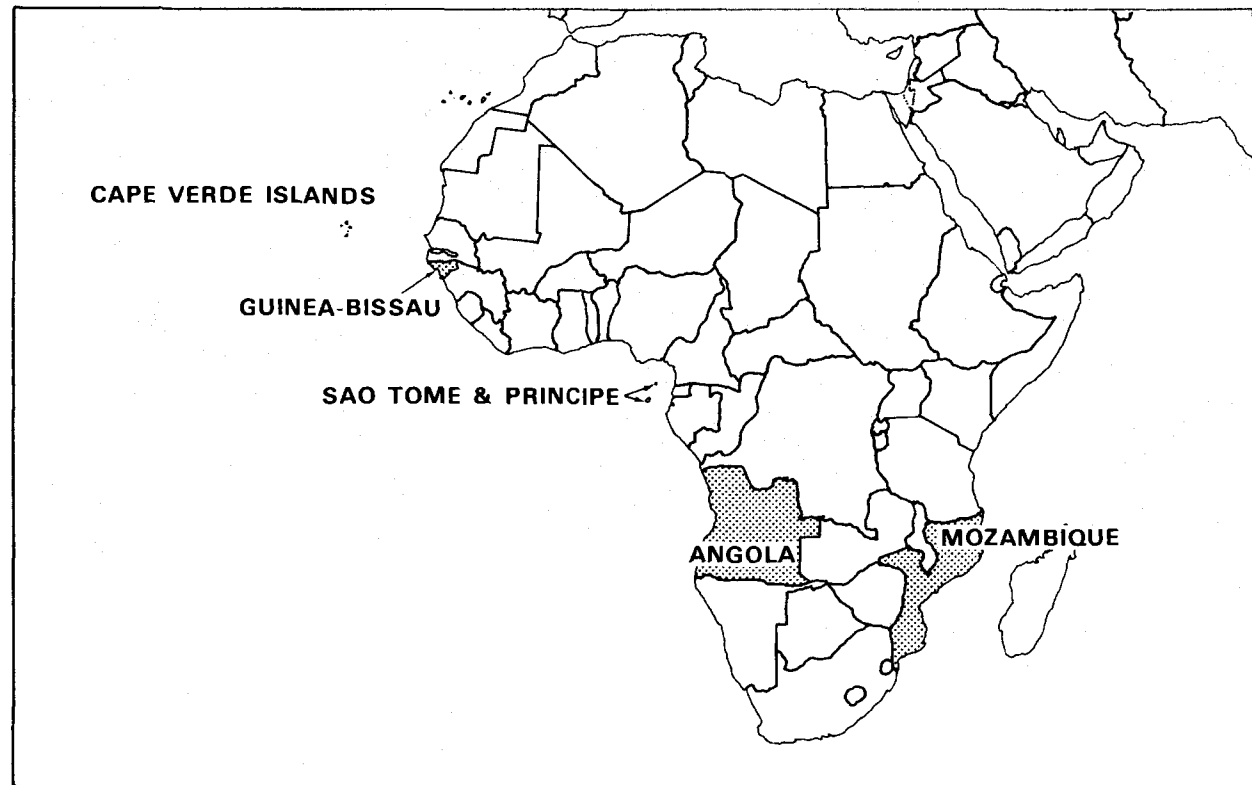 CAPE VERDE ISLANDS
GUINEA-BISSAU
SAO TOME & PRINCIPE
ANGOLA
MOZAMBIQUE